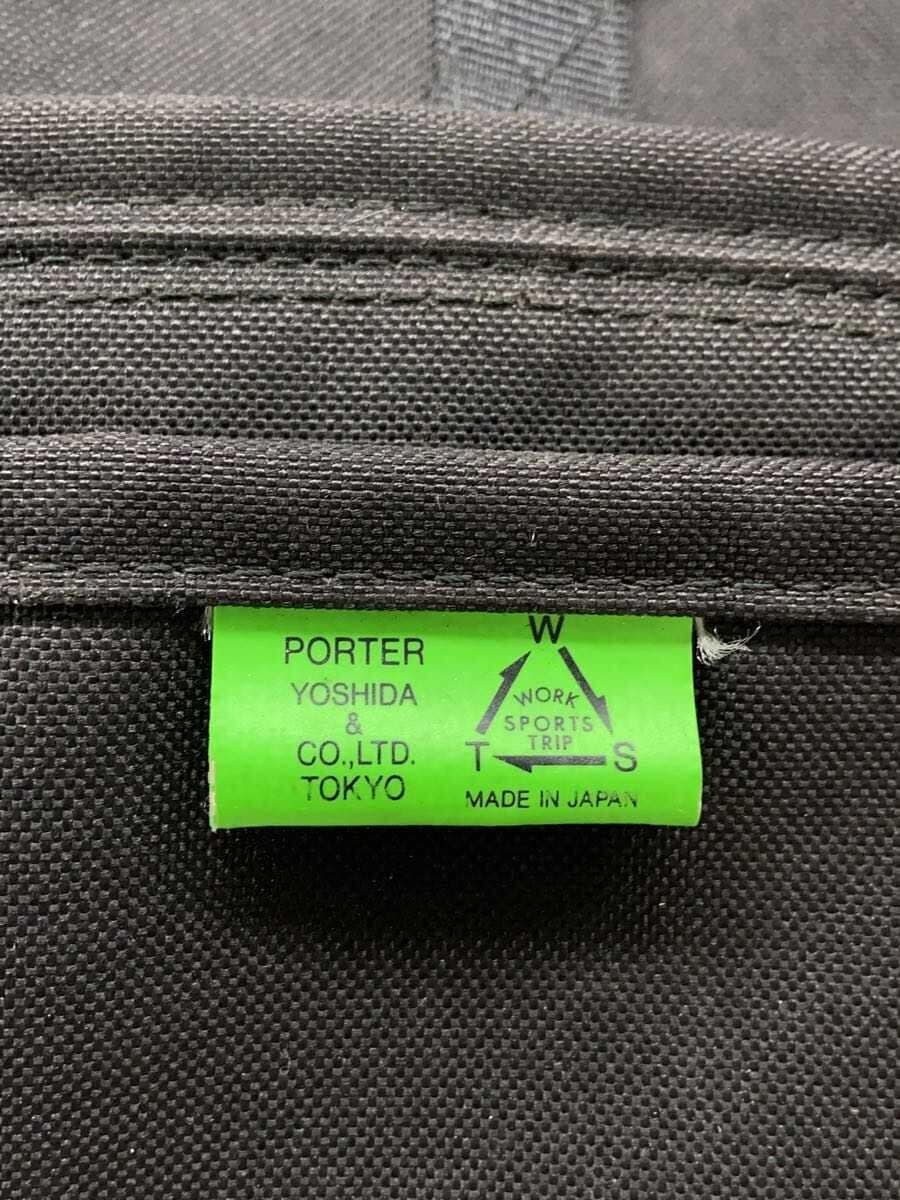 PORTER
YOSHIDA
&
CO.,LTD.
TOKYO
W
WORK
SPORTS
TRIP
T S
MADE IN JAPAN